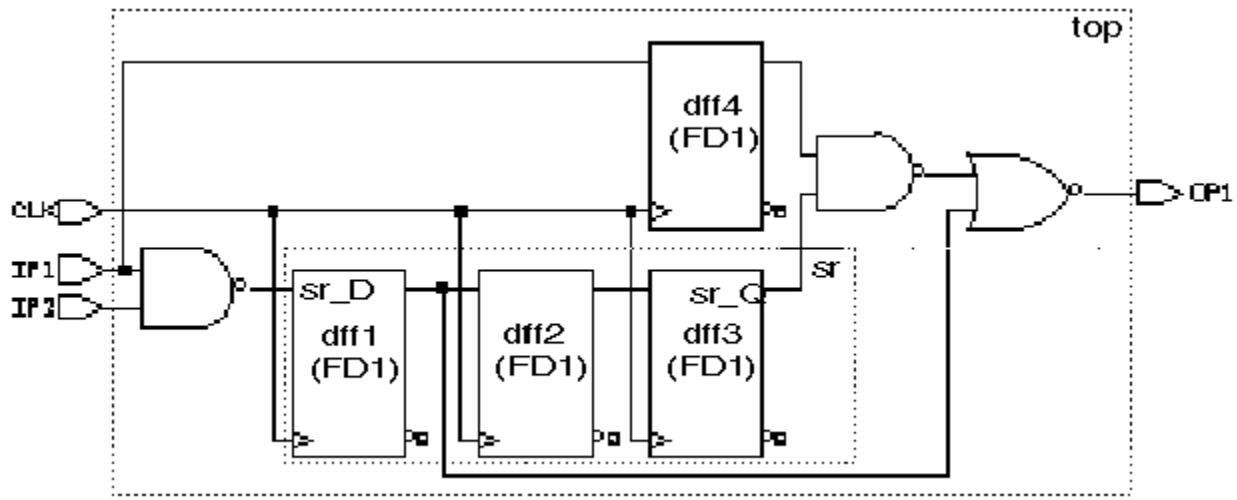 top
dff4
(FD1)
CLK
OP1
IP1
IP2
sr
sr_D
sr_Q
dff1
(FD1)
dff2
(FD1)
dff3
(FD1)